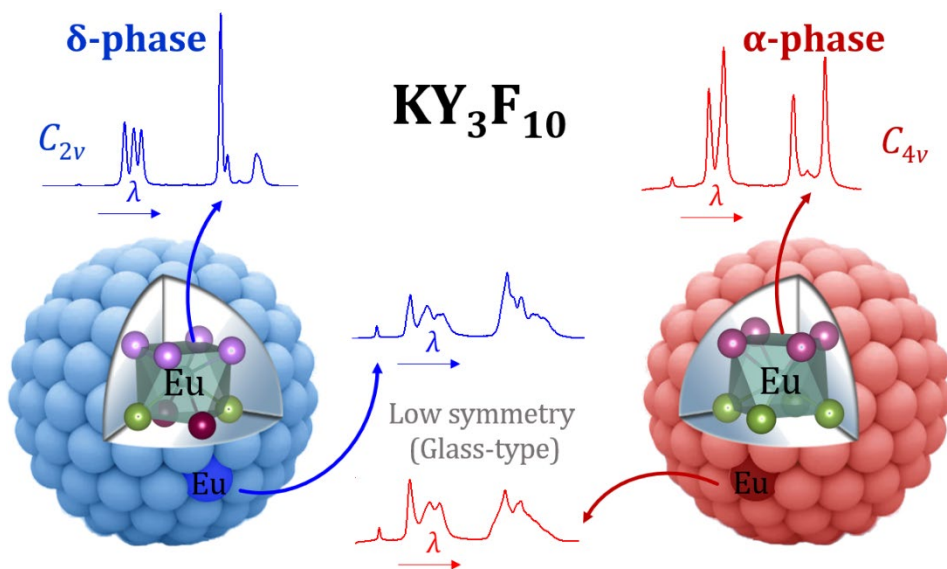 δ-phase
α-phase
KY₃F₁₀
C₂ᵥ
C₄ᵥ
λ
λ
Eu
Eu
λ
Low symmetry
(Glass-type)
Eu
Eu
λ